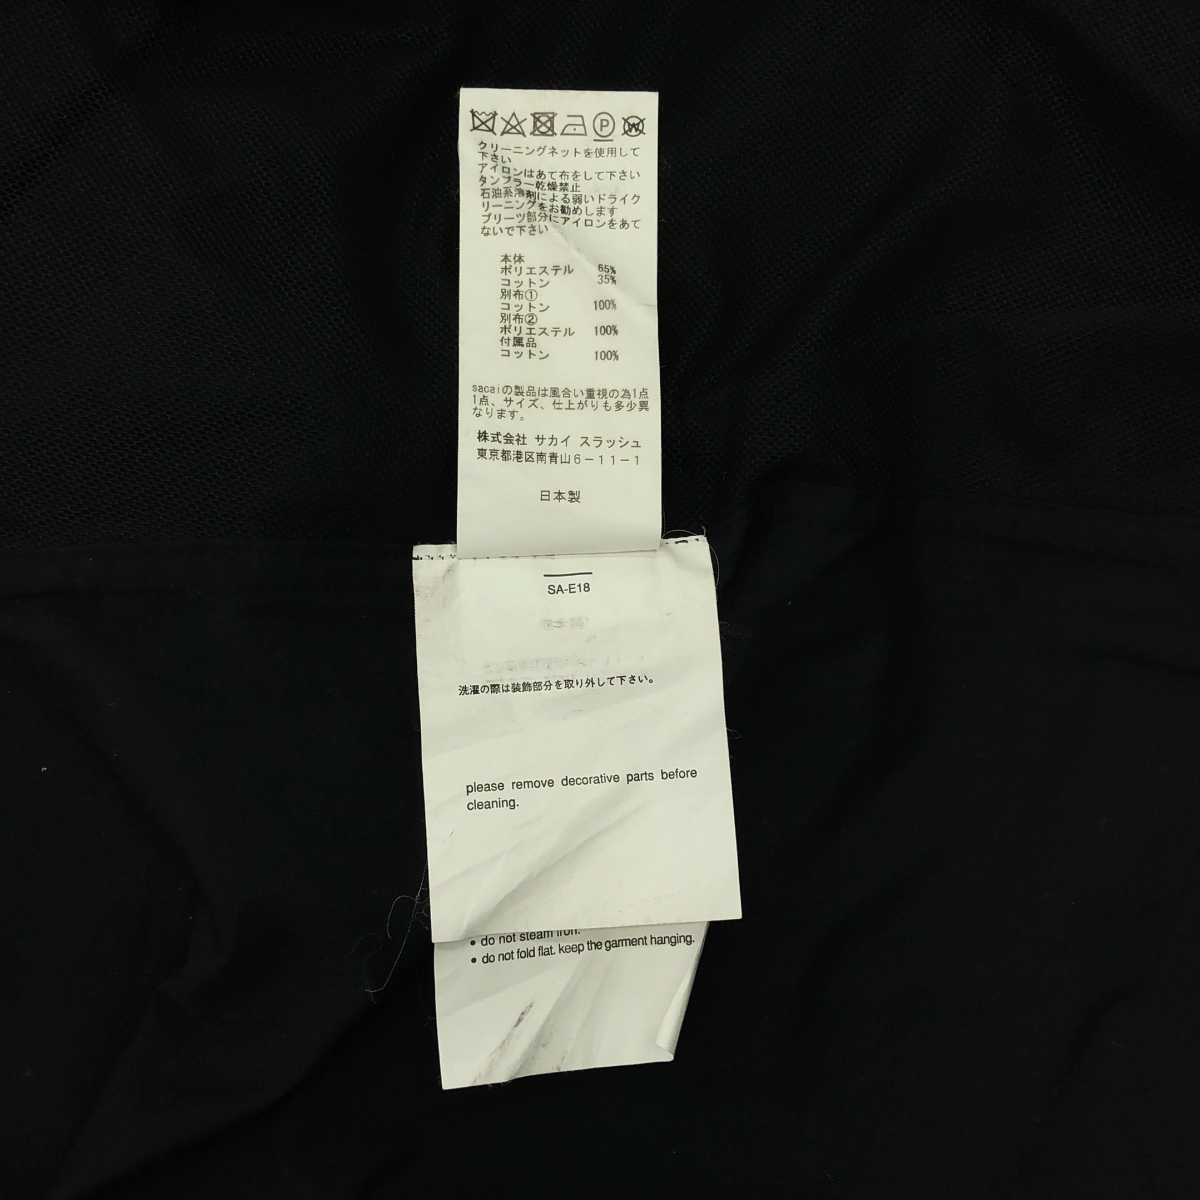 クリーニングネットを使用して
下さい
アイロンはあて布をして下さい
タンブラー乾燥禁止
石油系溶剤による弱いドライク
リーニングをお勧めします
プリーツ部分にアイロンをあて
ないで下さい
本体
ポリエステル 65%
コットン 35%
別布①
コットン 100%
別布②
ポリエステル 100%
付属品
コットン 100%
sacaiの製品は風合い重視の為1点
1点、サイズ、仕上がりも多少異
なります。
株式会社 サカイ スラッシュ
東京都港区南青山6-11-1
日本製
SA-E18
洗濯の際は装飾部分を取り外して下さい。
please remove decorative parts before
cleaning.
• do not steam iron.
• do not fold flat. keep the garment hanging.